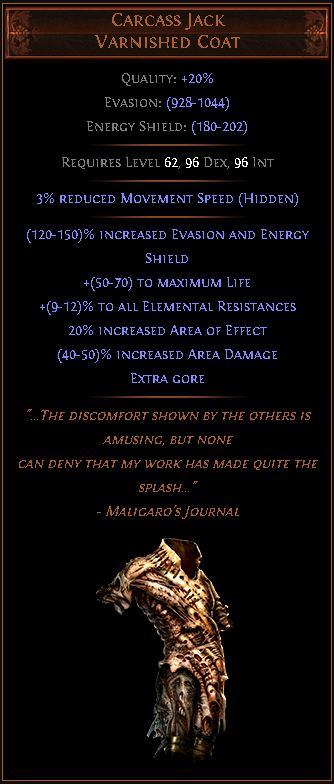 Carcass Jack
Varnished Coat
Quality: +20%
Evasion: (928-1044)
Energy Shield: (180-202)
Requires Level 62, 96 Dex, 96 Int
3% reduced Movement Speed (Hidden)
(120-150)% increased Evasion and Energy
Shield
+(50-70) to maximum Life
+(9-12)% to all Elemental Resistances
20% increased Area of Effect
(40-50)% increased Area Damage
Extra gore
"...The discomfort shown by the others is
amusing, but none
can deny that my work has made quite the
splash..."
- Maligaro's Journal